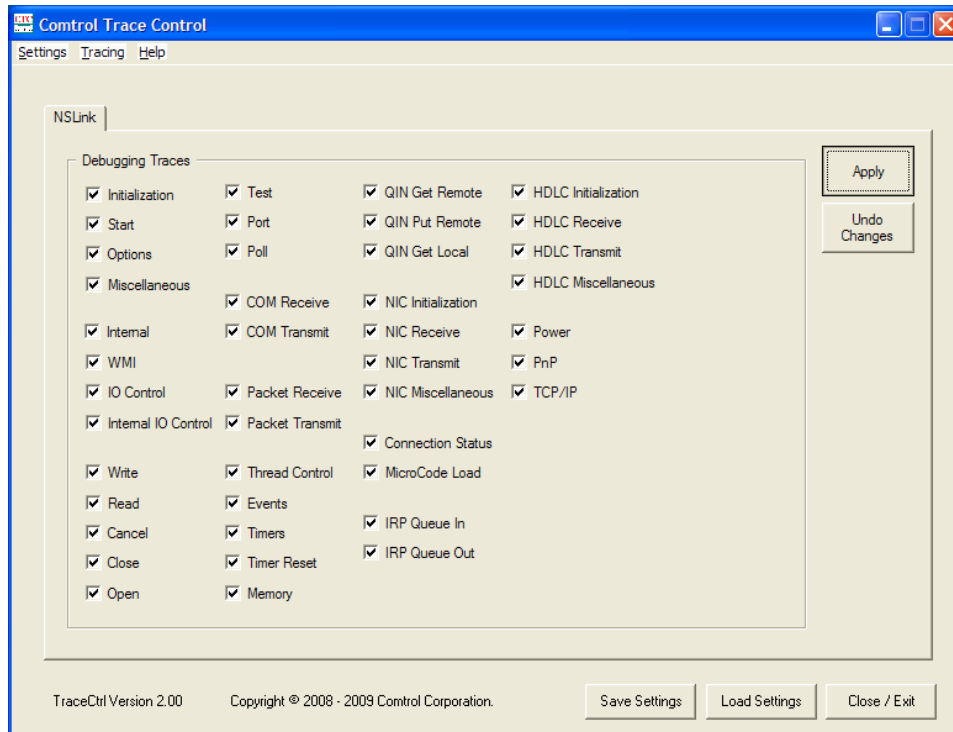 CTC
Comtrol Trace Control
Settings Tracing Help
NSLink
Debugging Traces
Initialization
Start
Options
Miscellaneous
Internal
WMI
IO Control
Internal IO Control
Write
Read
Cancel
Close
Open
Test
Port
Poll
COM Receive
COM Transmit
Packet Receive
Packet Transmit
Thread Control
Events
Timers
Timer Reset
Memory
QIN Get Remote
QIN Put Remote
QIN Get Local
NIC Initialization
NIC Receive
NIC Transmit
NIC Miscellaneous
Connection Status
MicroCode Load
IRP Queue In
IRP Queue Out
HDLC Initialization
HDLC Receive
HDLC Transmit
HDLC Miscellaneous
Power
PnP
TCP/IP
Apply
Undo
Changes
TraceCtrl Version 2.00
Copyright © 2008 - 2009 Comtrol Corporation.
Save Settings
Load Settings
Close / Exit